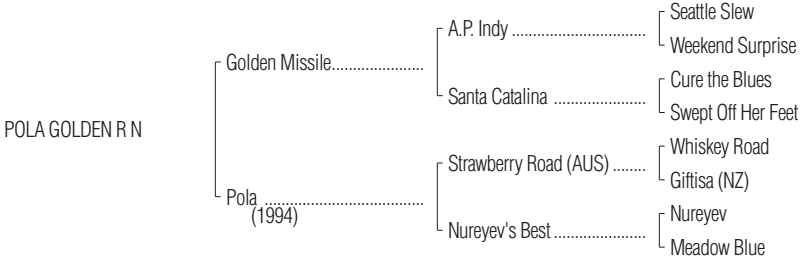 Seattle Slew
A.P. Indy ................................
Weekend Surprise
Golden Missile......................
Cure the Blues
Santa Catalina ......................
Swept Off Her Feet
POLA GOLDEN R N
Whiskey Road
Strawberry Road (AUS) ........
Giftisa (NZ)
Pola ......................................
(1994)
Nureyev
Nureyev's Best ......................
Meadow Blue